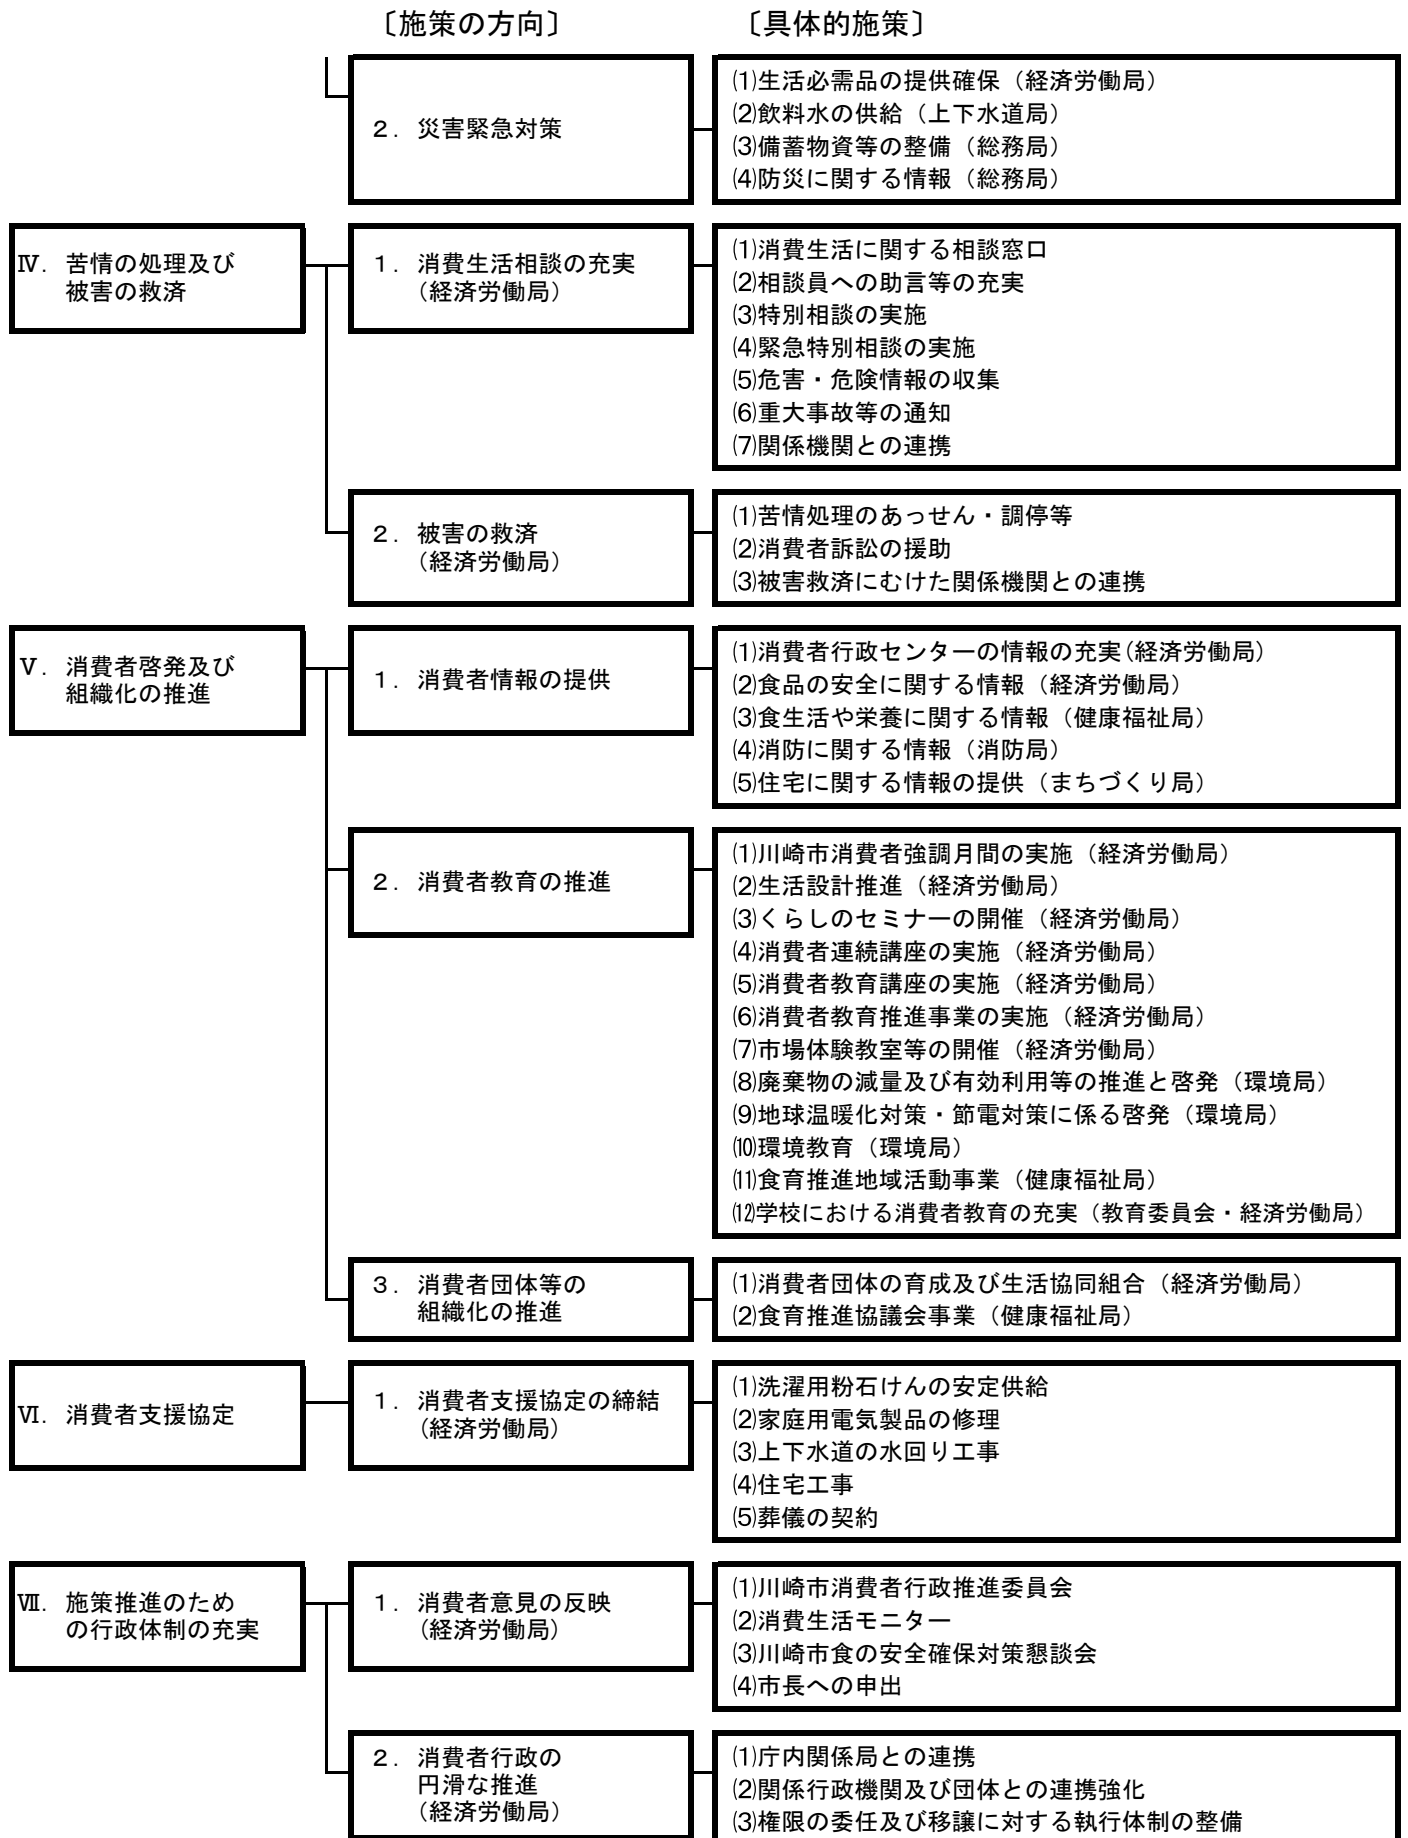 〔施策の方向〕
〔具体的施策〕
２．災害緊急対策
⑴生活必需品の提供確保（経済労働局）
⑵飲料水の供給（上下水道局）
⑶備蓄物資等の整備（総務局）
⑷防災に関する情報（総務局）
Ⅳ．苦情の処理及び
被害の救済
１．消費生活相談の充実
（経済労働局）
⑴消費生活に関する相談窓口
⑵相談員への助言等の充実
⑶特別相談の実施
⑷緊急特別相談の実施
⑸危害・危険情報の収集
⑹重大事故等の通知
⑺関係機関との連携
２．被害の救済
（経済労働局）
⑴苦情処理のあっせん・調停等
⑵消費者訴訟の援助
⑶被害救済にむけた関係機関との連携
Ⅴ．消費者啓発及び
組織化の推進
１．消費者情報の提供
⑴消費者行政センターの情報の充実（経済労働局）
⑵食品の安全に関する情報（経済労働局）
⑶食生活や栄養に関する情報（健康福祉局）
⑷消防に関する情報（消防局）
⑸住宅に関する情報の提供（まちづくり局）
２．消費者教育の推進
⑴川崎市消費者強調月間の実施（経済労働局）
⑵生活設計推進（経済労働局）
⑶くらしのセミナーの開催（経済労働局）
⑷消費者連続講座の実施（経済労働局）
⑸消費者教育講座の実施（経済労働局）
⑹消費者教育推進事業の実施（経済労働局）
⑺市場体験教室等の開催（経済労働局）
⑻廃棄物の減量及び有効利用等の推進と啓発（環境局）
⑼地球温暖化対策・節電対策に係る啓発（環境局）
⑽環境教育（環境局）
⑾食育推進地域活動事業（健康福祉局）
⑿学校における消費者教育の充実（教育委員会・経済労働局）
３．消費者団体等の
組織化の推進
⑴消費者団体の育成及び生活協同組合（経済労働局）
⑵食育推進協議会事業（健康福祉局）
Ⅵ．消費者支援協定
１．消費者支援協定の締結
（経済労働局）
⑴洗濯用粉石けんの安定供給
⑵家庭用電気製品の修理
⑶上下水道の水回り工事
⑷住宅工事
⑸葬儀の契約
Ⅶ．施策推進のため
の行政体制の充実
１．消費者意見の反映
（経済労働局）
⑴川崎市消費者行政推進委員会
⑵消費生活モニター
⑶川崎市食の安全確保対策懇談会
⑷市長への申出
２．消費者行政の
円滑な推進
（経済労働局）
⑴庁内関係局との連携
⑵関係行政機関及び団体との連携強化
⑶権限の委任及び移譲に対する執行体制の整備